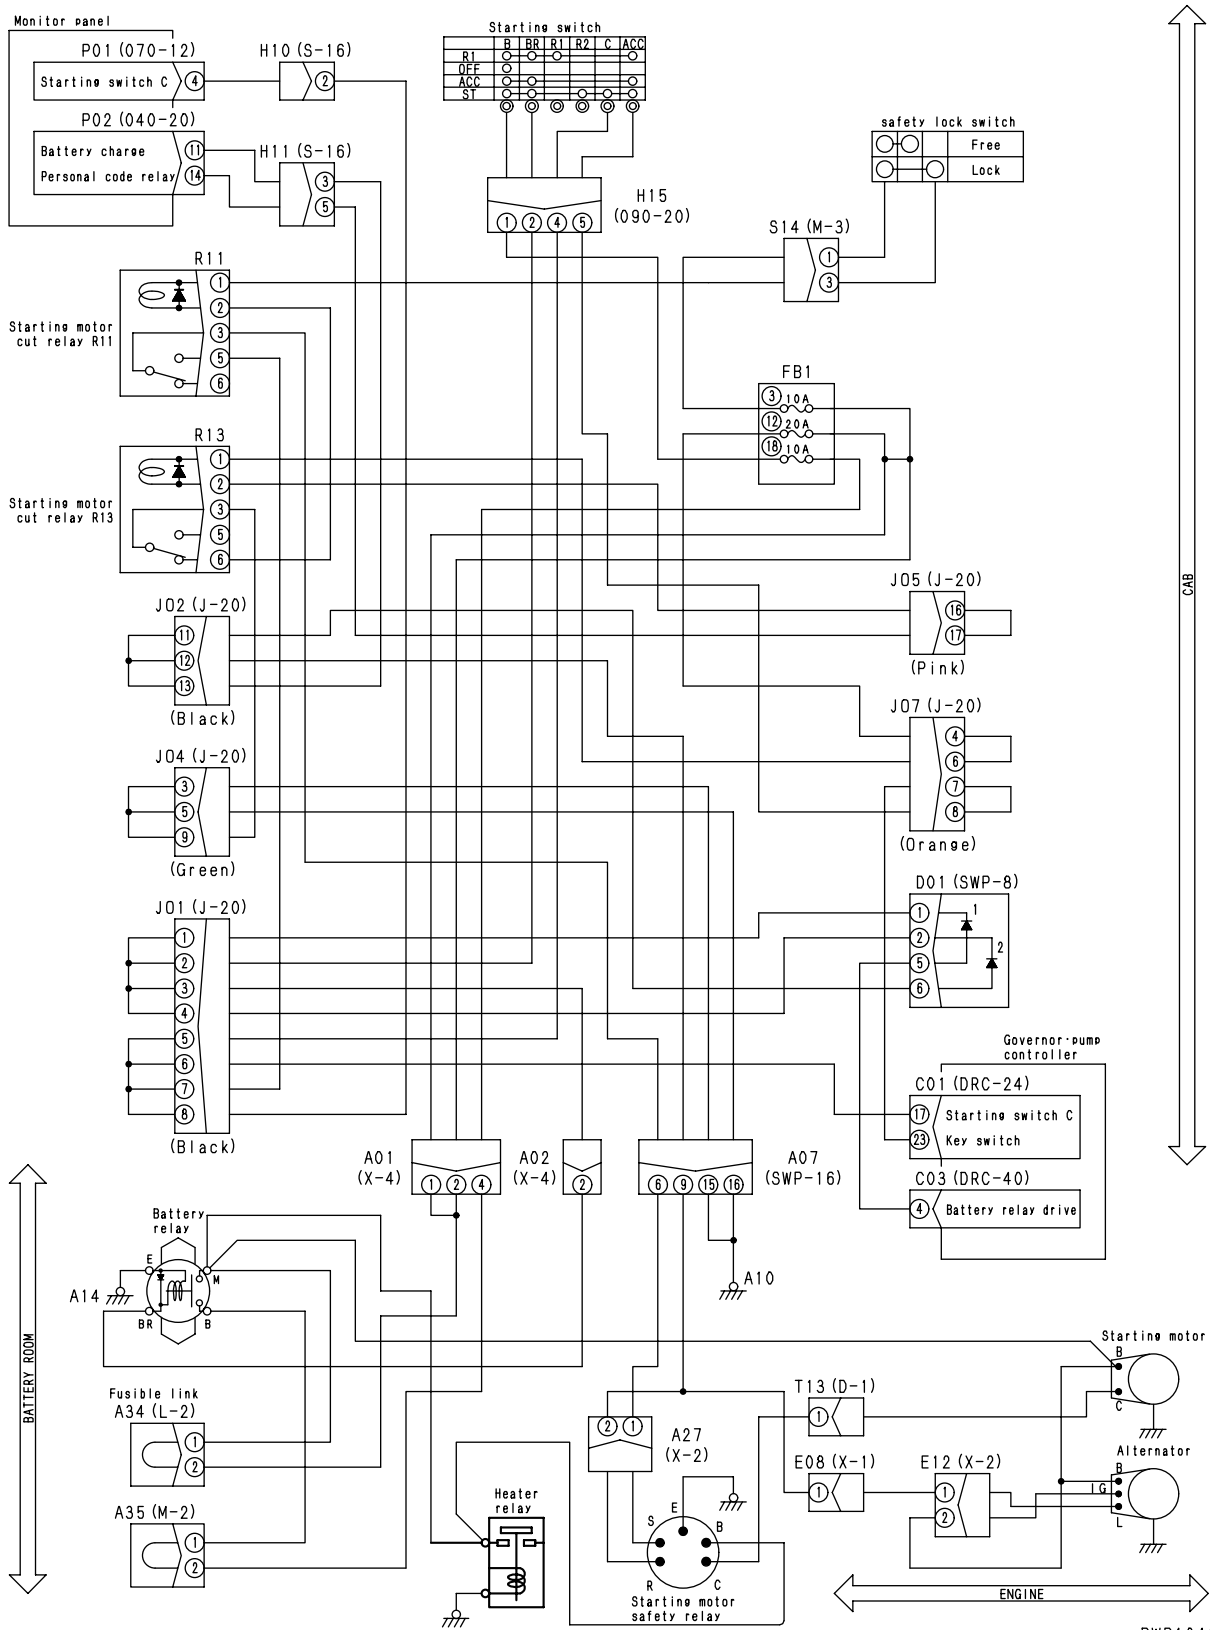 Monitor panel
P01 (070-12)
Starting switch C
4
H10 (S-16)
2
P02 (040-20)
Battery charge
11
Personal code relay
14
H11 (S-16)
3
5
Starting switch
B BR R1 R2 C ACC
R1
OFF
ACC
ST
H15
(090-20)
1 2 4 5
safety lock switch
Free
Lock
S14 (M-3)
1
3
R11
Starting motor
cut relay R11
1
2
3
5
6
FB1
3 10A
12 20A
18 10A
R13
Starting motor
cut relay R13
1
2
3
5
6
J02 (J-20)
11
12
13
(Black)
J05 (J-20)
16
17
(Pink)
J07 (J-20)
4
6
7
8
(Orange)
J04 (J-20)
3
5
9
(Green)
D01 (SWP-8)
1
2
5
6
1
2
J01 (J-20)
1
2
3
4
5
6
7
8
(Black)
Governor·pump
controller
C01 (DRC-24)
17 Starting switch C
23 Key switch
C03 (DRC-40)
4 Battery relay drive
CAB
A01
(X-4)
1 2 4
A02
(X-4)
2
A07
(SWP-16)
6 9 15 16
A10
Battery
relay
E
M
BR
B
A14
BATTERY ROOM
Fusible link
A34 (L-2)
1
2
A35 (M-2)
1
2
Heater
relay
A27
(X-2)
2 1
E
S
B
R
C
Starting motor
safety relay
T13 (D-1)
1
E08 (X-1)
1
E12 (X-2)
1
2
Starting motor
B
C
Alternator
B
IG
L
ENGINE